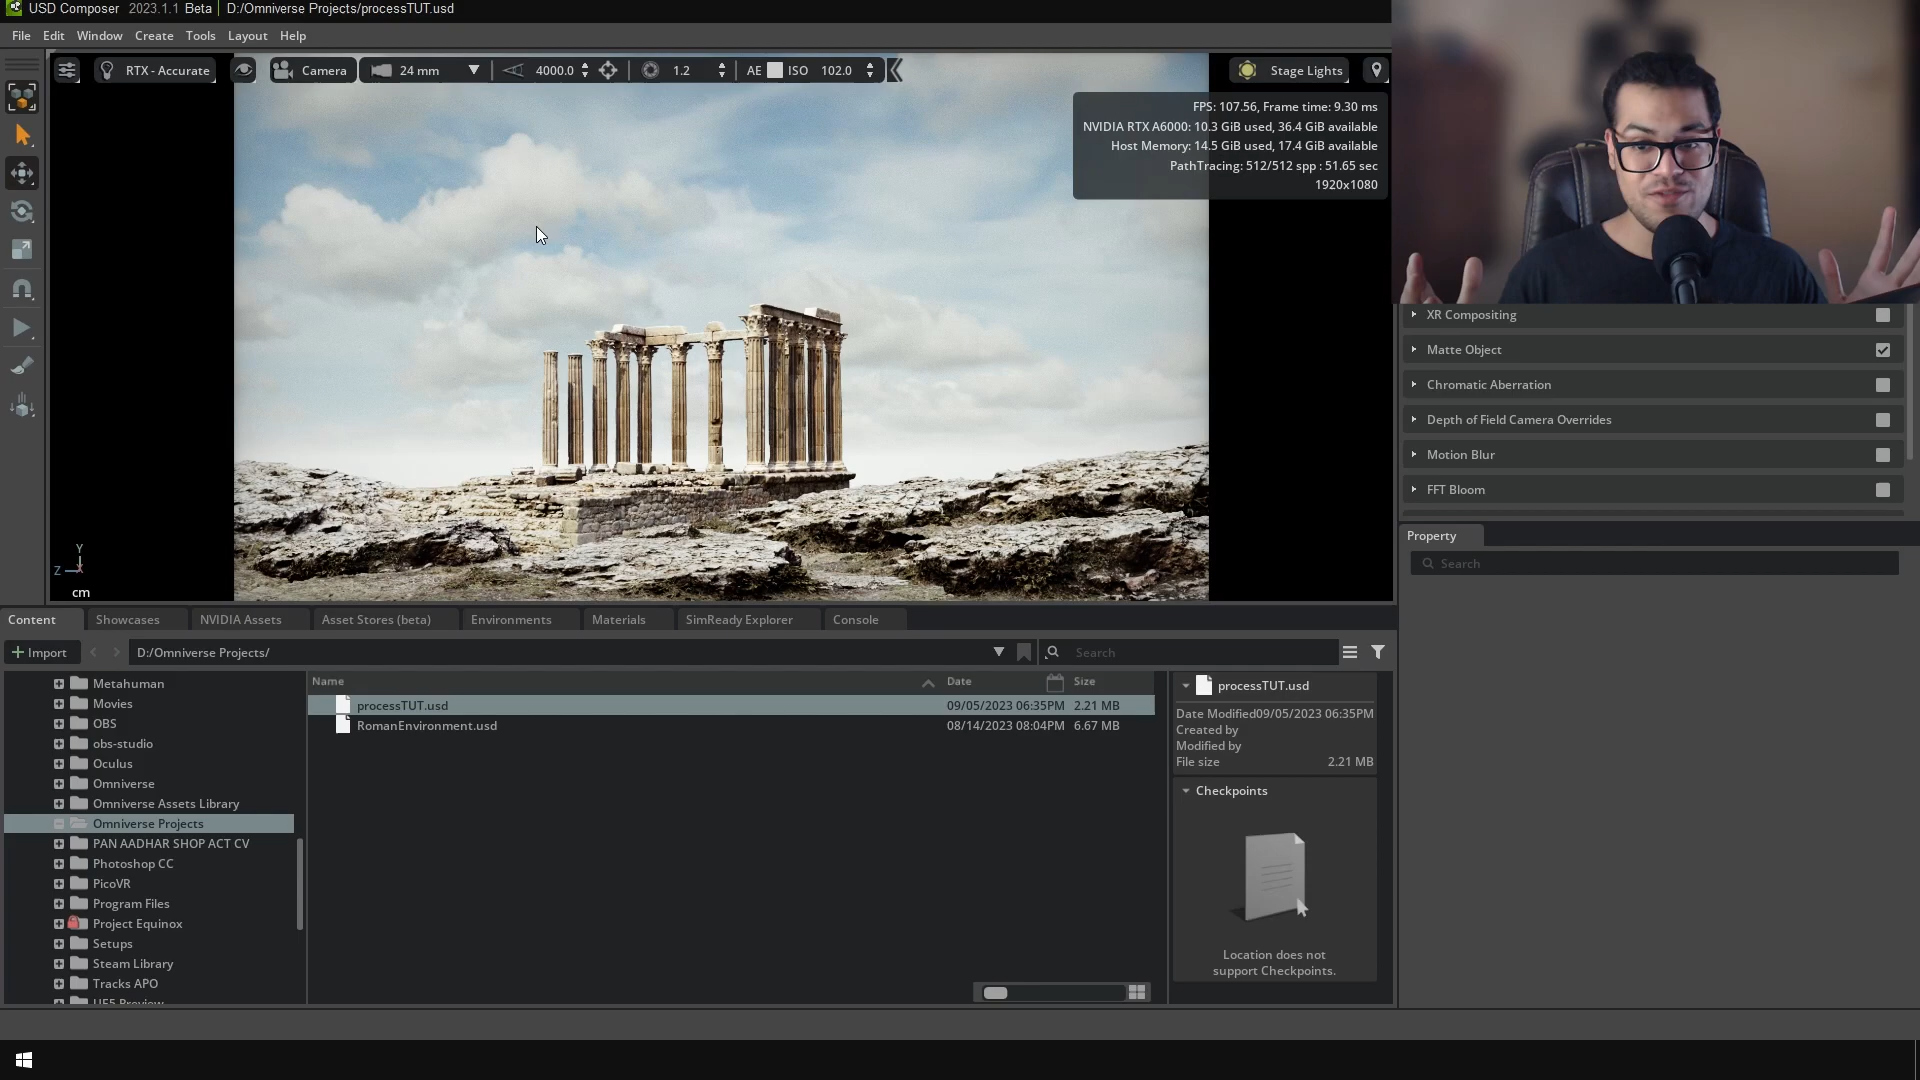 USD Composer 2023.1.1 Beta D:/Omniverse Projects/processTUT.usd
File Edit Window Create Tools Layout Help
RTX - Accurate Camera 24 mm 4000.0 1.2 AE ISO 102.0 Stage Lights
FPS: 107.56, Frame time: 9.30 ms
NVIDIA RTX A6000: 10.3 GiB used, 36.4 GiB available
Host Memory: 14.5 GiB used, 17.4 GiB available
PathTracing: 512/512 spp : 51.65 sec
1920x1080
XR Compositing
Matte Object
Chromatic Aberration
Depth of Field Camera Overrides
Motion Blur
FFT Bloom
Property
Search
Y
Z X
cm
Content Showcases NVIDIA Assets Asset Stores (beta) Environments Materials SimReady Explorer Console
Import D:/Omniverse Projects/ Search
Metahuman
Movies
OBS
obs-studio
Oculus
Omniverse
Omniverse Assets Library
Omniverse Projects
PAN AADHAR SHOP ACT CV
Photoshop CC
PicoVR
Program Files
Project Equinox
Setups
Steam Library
Tracks APO
UE5 Preview
Name Date Size
processTUT.usd 09/05/2023 06:35PM 2.21 MB
RomanEnvironment.usd 08/14/2023 08:04PM 6.67 MB
processTUT.usd
Date Modified09/05/2023 06:35PM
Created by
Modified by
File size 2.21 MB
Checkpoints
Location does not
support Checkpoints.